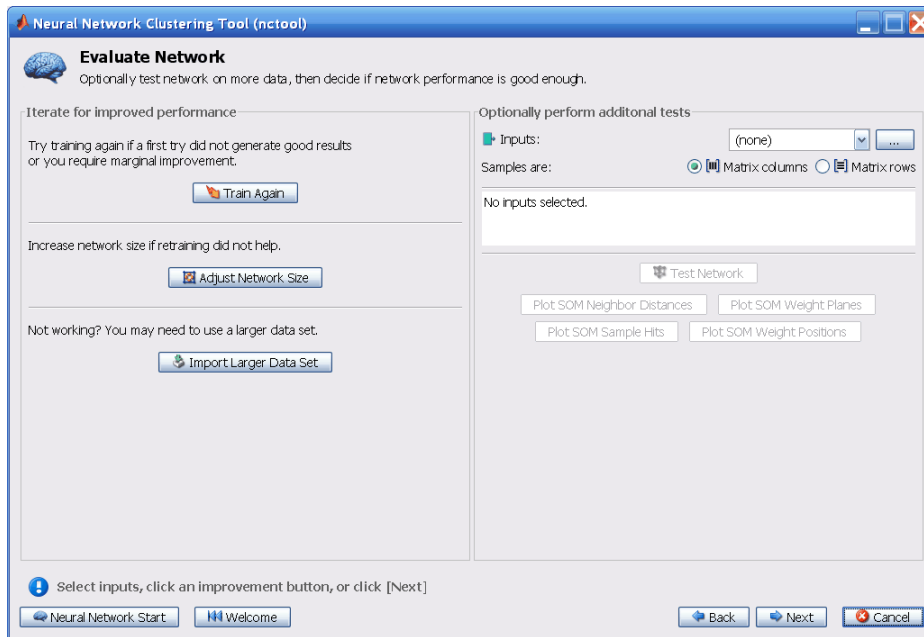 Neural Network Clustering Tool (nctool)
Evaluate Network
Optionally test network on more data, then decide if network performance is good enough.
Iterate for improved performance
Try training again if a first try did not generate good results
or you require marginal improvement.
Train Again
Increase network size if retraining did not help.
Adjust Network Size
Not working? You may need to use a larger data set.
Import Larger Data Set
Optionally perform additonal tests
Inputs: (none) ...
Samples are: Matrix columns Matrix rows
No inputs selected.
Test Network
Plot SOM Neighbor Distances Plot SOM Weight Planes
Plot SOM Sample Hits Plot SOM Weight Positions
Select inputs, click an improvement button, or click [Next]
Neural Network Start Welcome Back Next Cancel